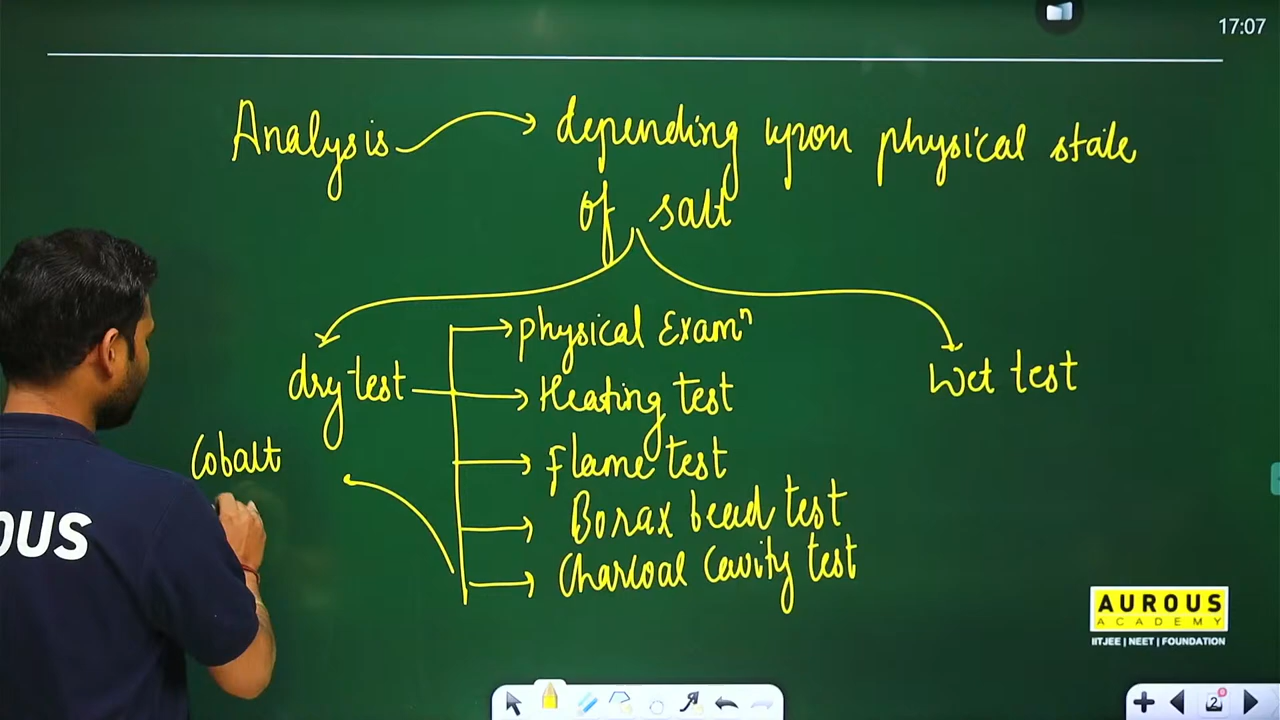 17:07
Analysis → depending upon physical state
of salt
physical Examⁿ
dry test
Heating test
Wet test
Cobalt
flame test
OUS
Borax bead test
Charcoal Cavity test
AUROUS
ACADEMY
IITJEE | NEET | FOUNDATION
2